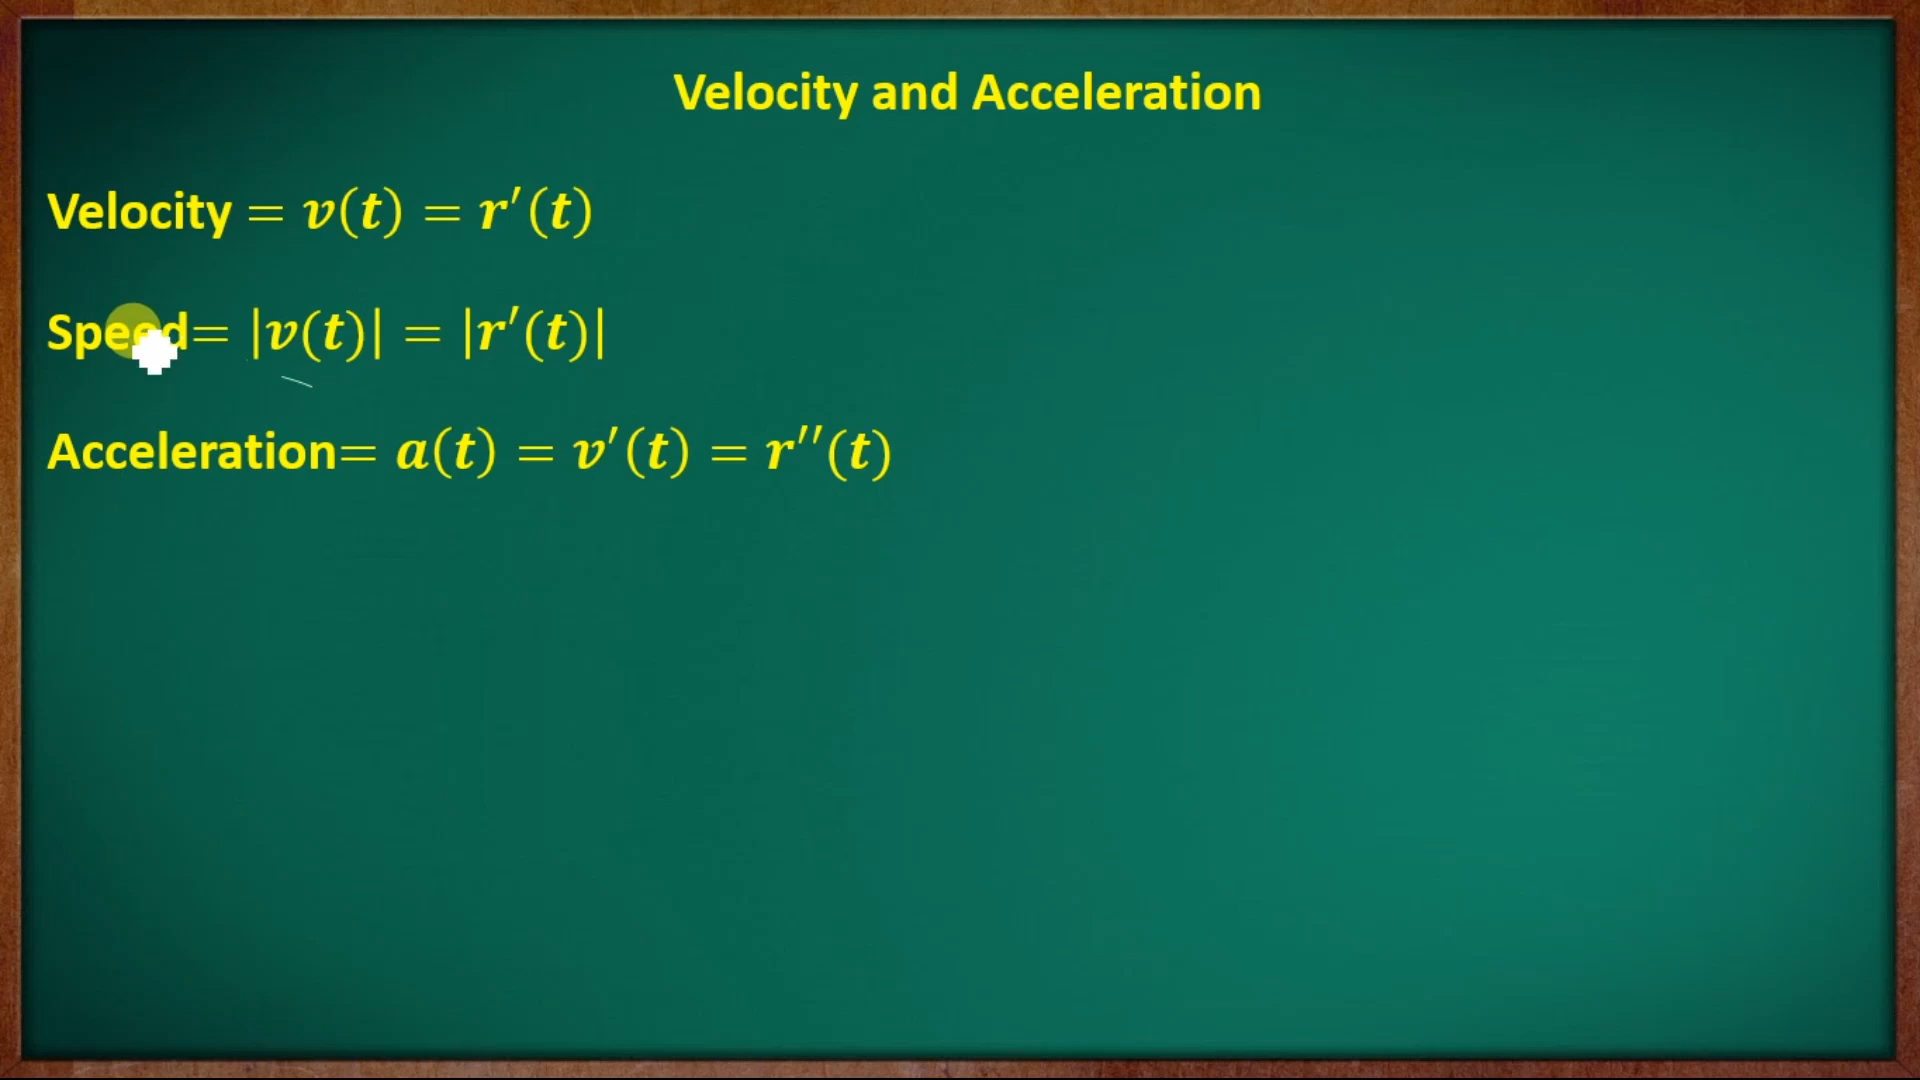 Velocity and Acceleration
Velocity = v(t) = r′(t)
Speed= |v(t)| = |r′(t)|
Acceleration= a(t) = v′(t) = r′′(t)